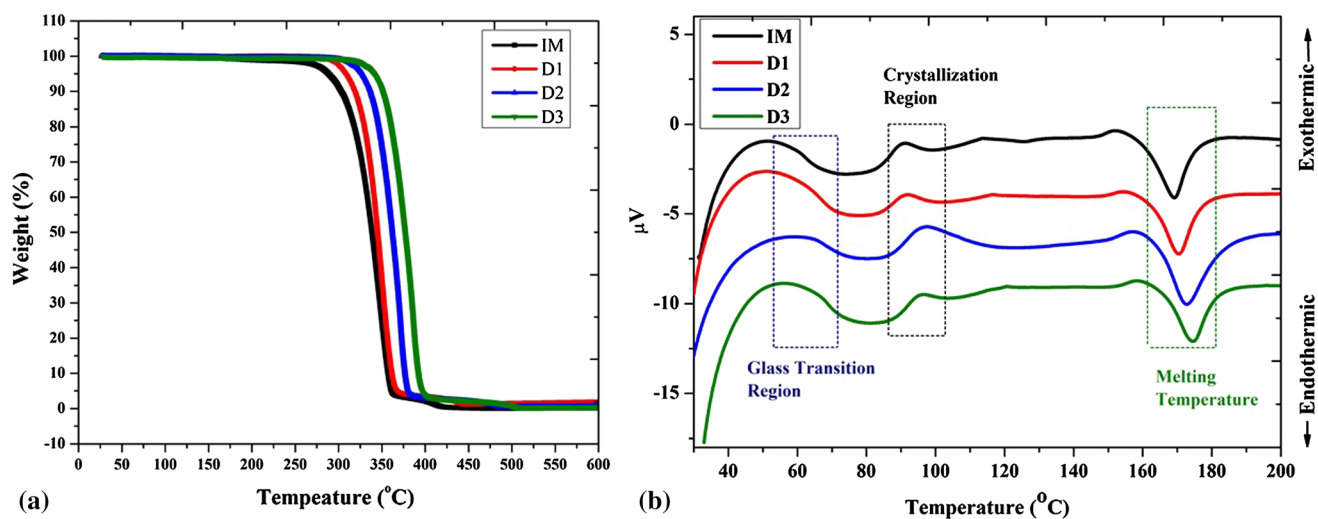 110
100
90
80
70
60
50
40
30
20
10
0
-10
Weight (%)
IM
D1
D2
D3
0 50 100 150 200 250 300 350 400 450 500 550 600
Tempeature (°C)
(a)
5
0
-5
-10
-15
μV
IM
D1
D2
D3
Crystallization
Region
Glass Transition
Region
Melting
Temperature
Exothermic
Endothermic
40 60 80 100 120 140 160 180 200
Temperature (°C)
(b)